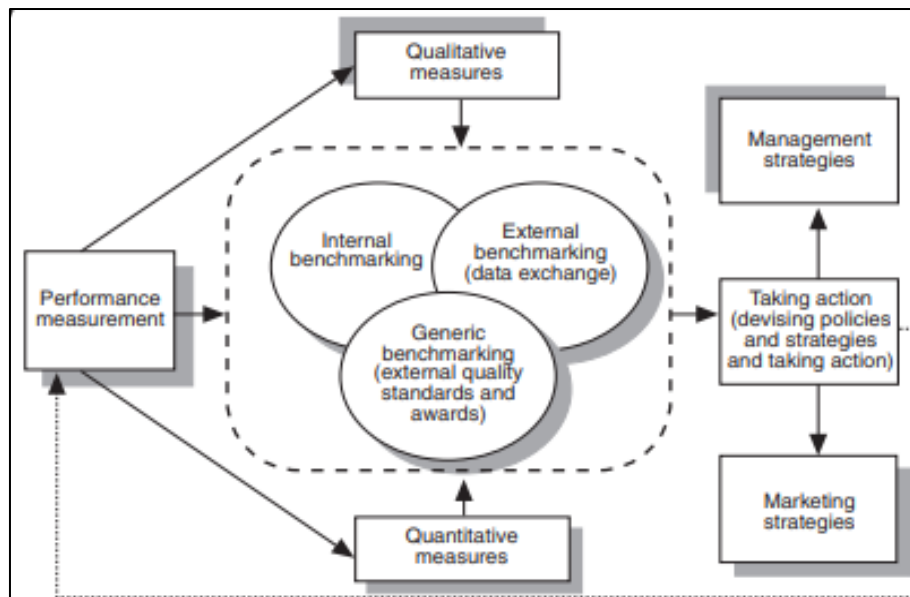 Qualitative
measures
Management
strategies
Internal
benchmarking
External
benchmarking
(data exchange)
Performance
measurement
Generic
benchmarking
(external quality
standards and
awards)
Taking action
(devising policies
and strategies
and taking action)
Marketing
strategies
Quantitative
measures